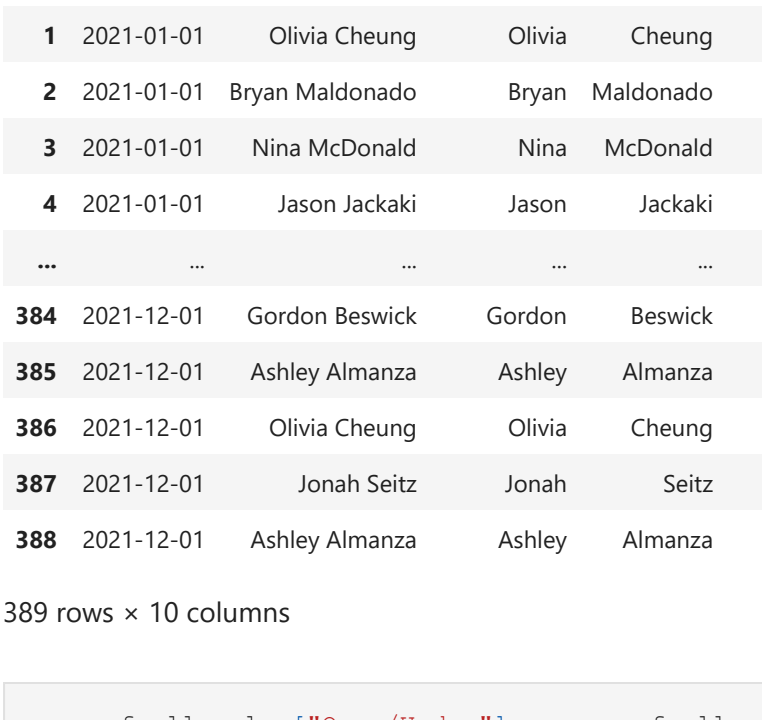 1 2021-01-01 Olivia Cheung Olivia Cheung
2 2021-01-01 Bryan Maldonado Bryan Maldonado
3 2021-01-01 Nina McDonald Nina McDonald
4 2021-01-01 Jason Jackaki Jason Jackaki
... ... ... ... ...
384 2021-12-01 Gordon Beswick Gordon Beswick
385 2021-12-01 Ashley Almanza Ashley Almanza
386 2021-12-01 Olivia Cheung Olivia Cheung
387 2021-12-01 Jonah Seitz Jonah Seitz
388 2021-12-01 Ashley Almanza Ashley Almanza
389 rows × 10 columns